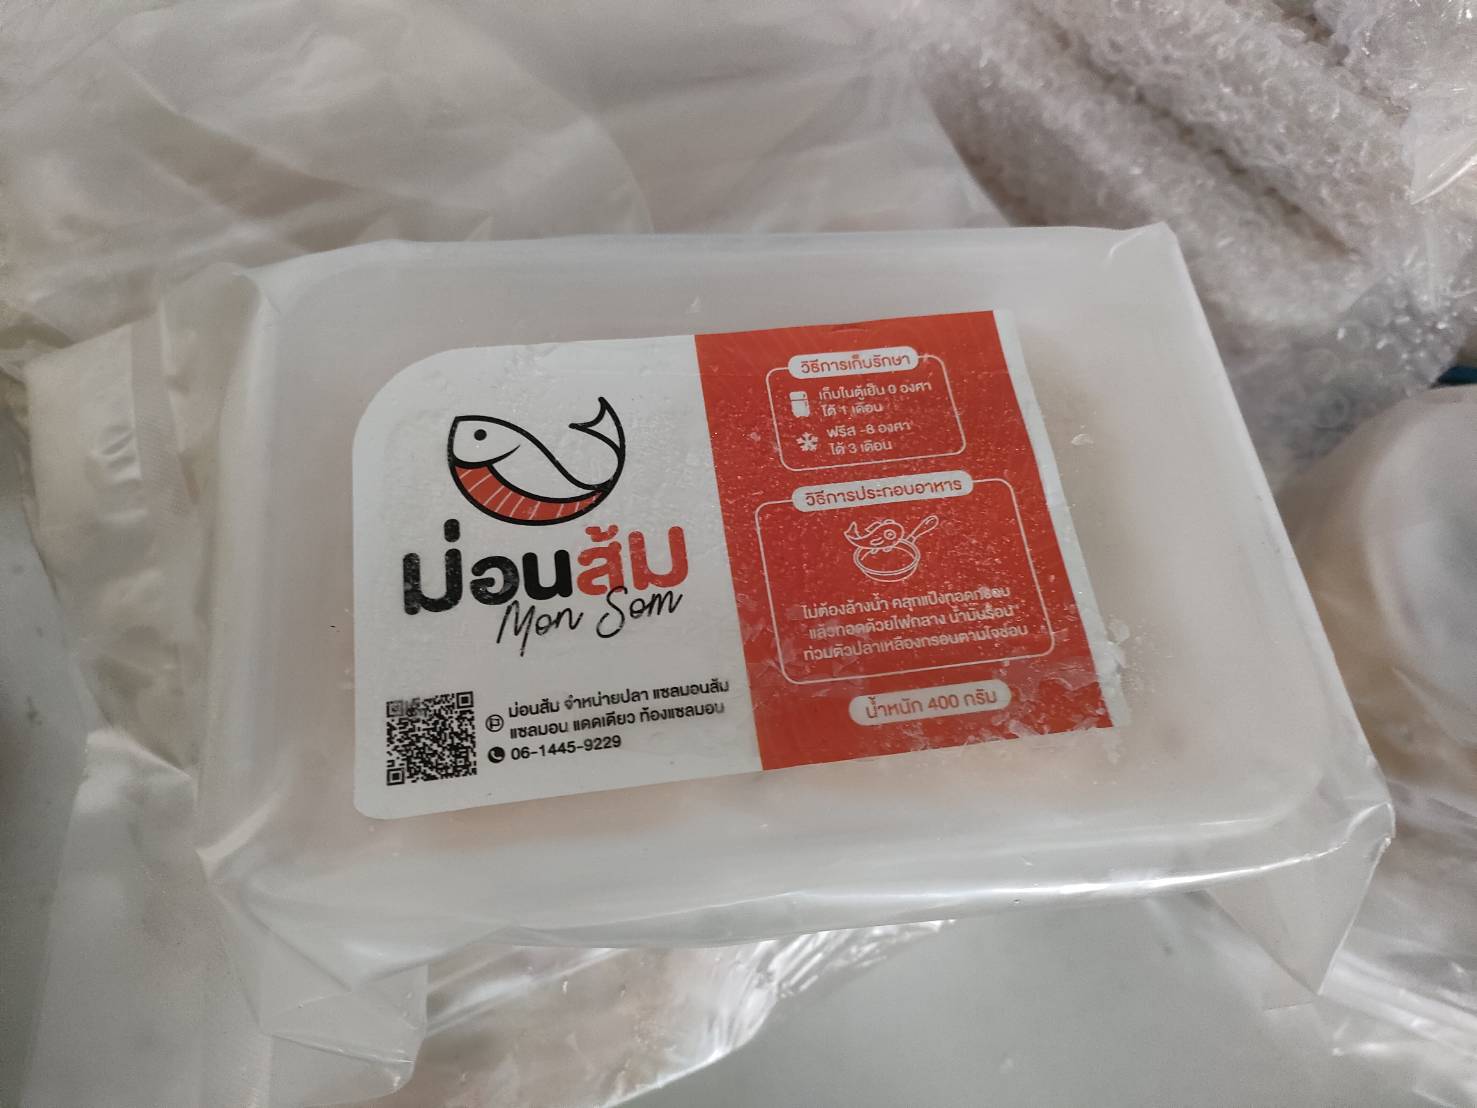 ม่อนส้ม
Mon Som
ม่อนส้ม จำหน่ายปลา แซลมอนส้ม
แซลมอน แดดเดียว ท้องแซลมอน
06-1445-9229
วิธีการเก็บรักษา
เก็บในตู้เย็น 0 องศา
ได้ 1 เดือน
ฟรีส -8 องศา
ได้ 3 เดือน
วิธีการประกอบอาหาร
ไม่ต้องล้างน้ำ คลุกแป้งทอดกรอบ
แล้วทอดด้วยไฟกลาง น้ำมันร้อน
ท่วมตัวปลาเหลืองกรอบตามใจชอบ
น้ำหนัก 400 กรัม